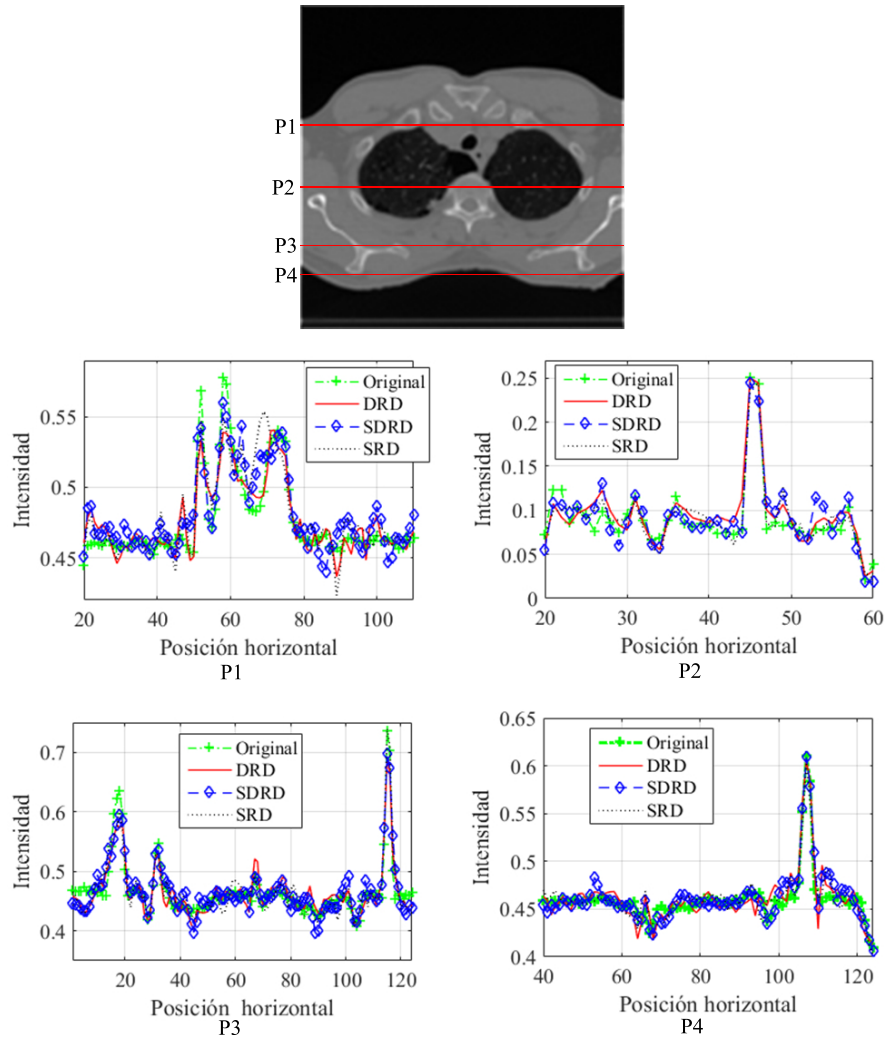 P1
P2
P3
P4
Original
DRD
SDRD
SRD
0.55
0.5
0.45
20 40 60 80 100
Intensidad
Posición horizontal
P1
Original
DRD
SDRD
SRD
0.25
0.2
0.15
0.1
0.05
0
20 30 40 50 60
Intensidad
Posición horizontal
P2
Original
DRD
SDRD
SRD
0.7
0.6
0.5
0.4
20 40 60 80 100 120
Intensidad
Posición horizontal
P3
Original
DRD
SDRD
SRD
0.65
0.6
0.55
0.5
0.45
0.4
40 60 80 100 120
Intensidad
Posición horizontal
P4